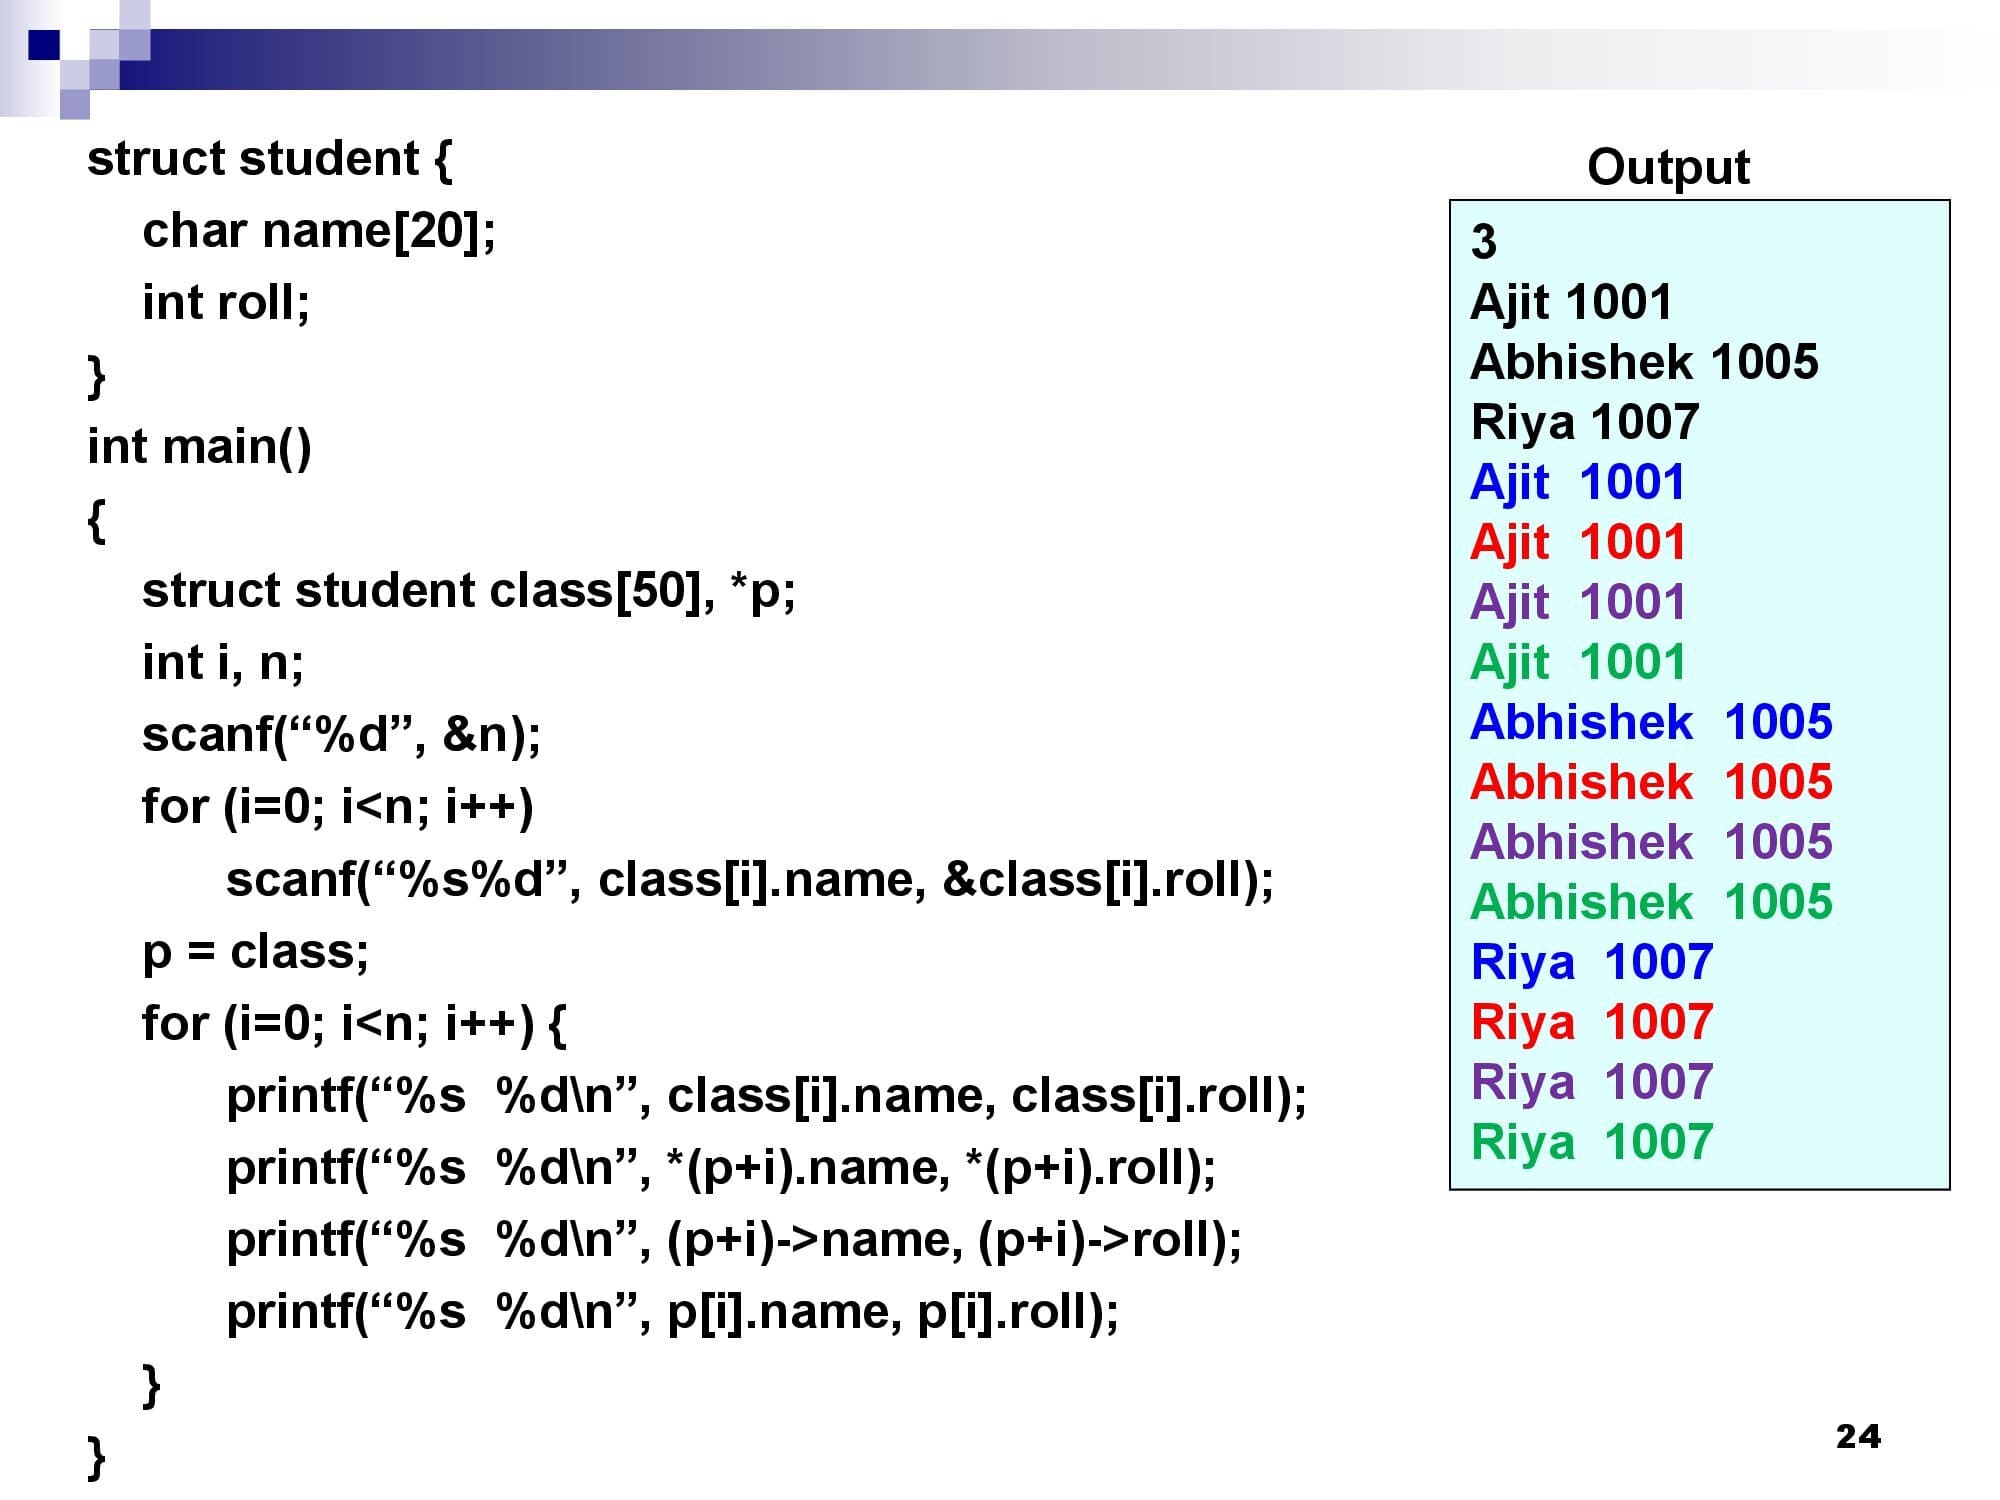 struct student {
char name[20];
int roll;
}
int main()
{
struct student class[50], *p;
int i, n;
scanf(“%d”, &n);
for (i=0; i<n; i++)
scanf(“%s%d”, class[i].name, &class[i].roll);
p = class;
for (i=0; i<n; i++) {
printf(“%s  %d\n”, class[i].name, class[i].roll);
printf(“%s  %d\n”, *(p+i).name, *(p+i).roll);
printf(“%s  %d\n”, (p+i)->name, (p+i)->roll);
printf(“%s  %d\n”, p[i].name, p[i].roll);
}
}
Output
3
Ajit 1001
Abhishek 1005
Riya 1007
Ajit  1001
Ajit  1001
Ajit  1001
Ajit  1001
Abhishek  1005
Abhishek  1005
Abhishek  1005
Abhishek  1005
Riya  1007
Riya  1007
Riya  1007
Riya  1007
24